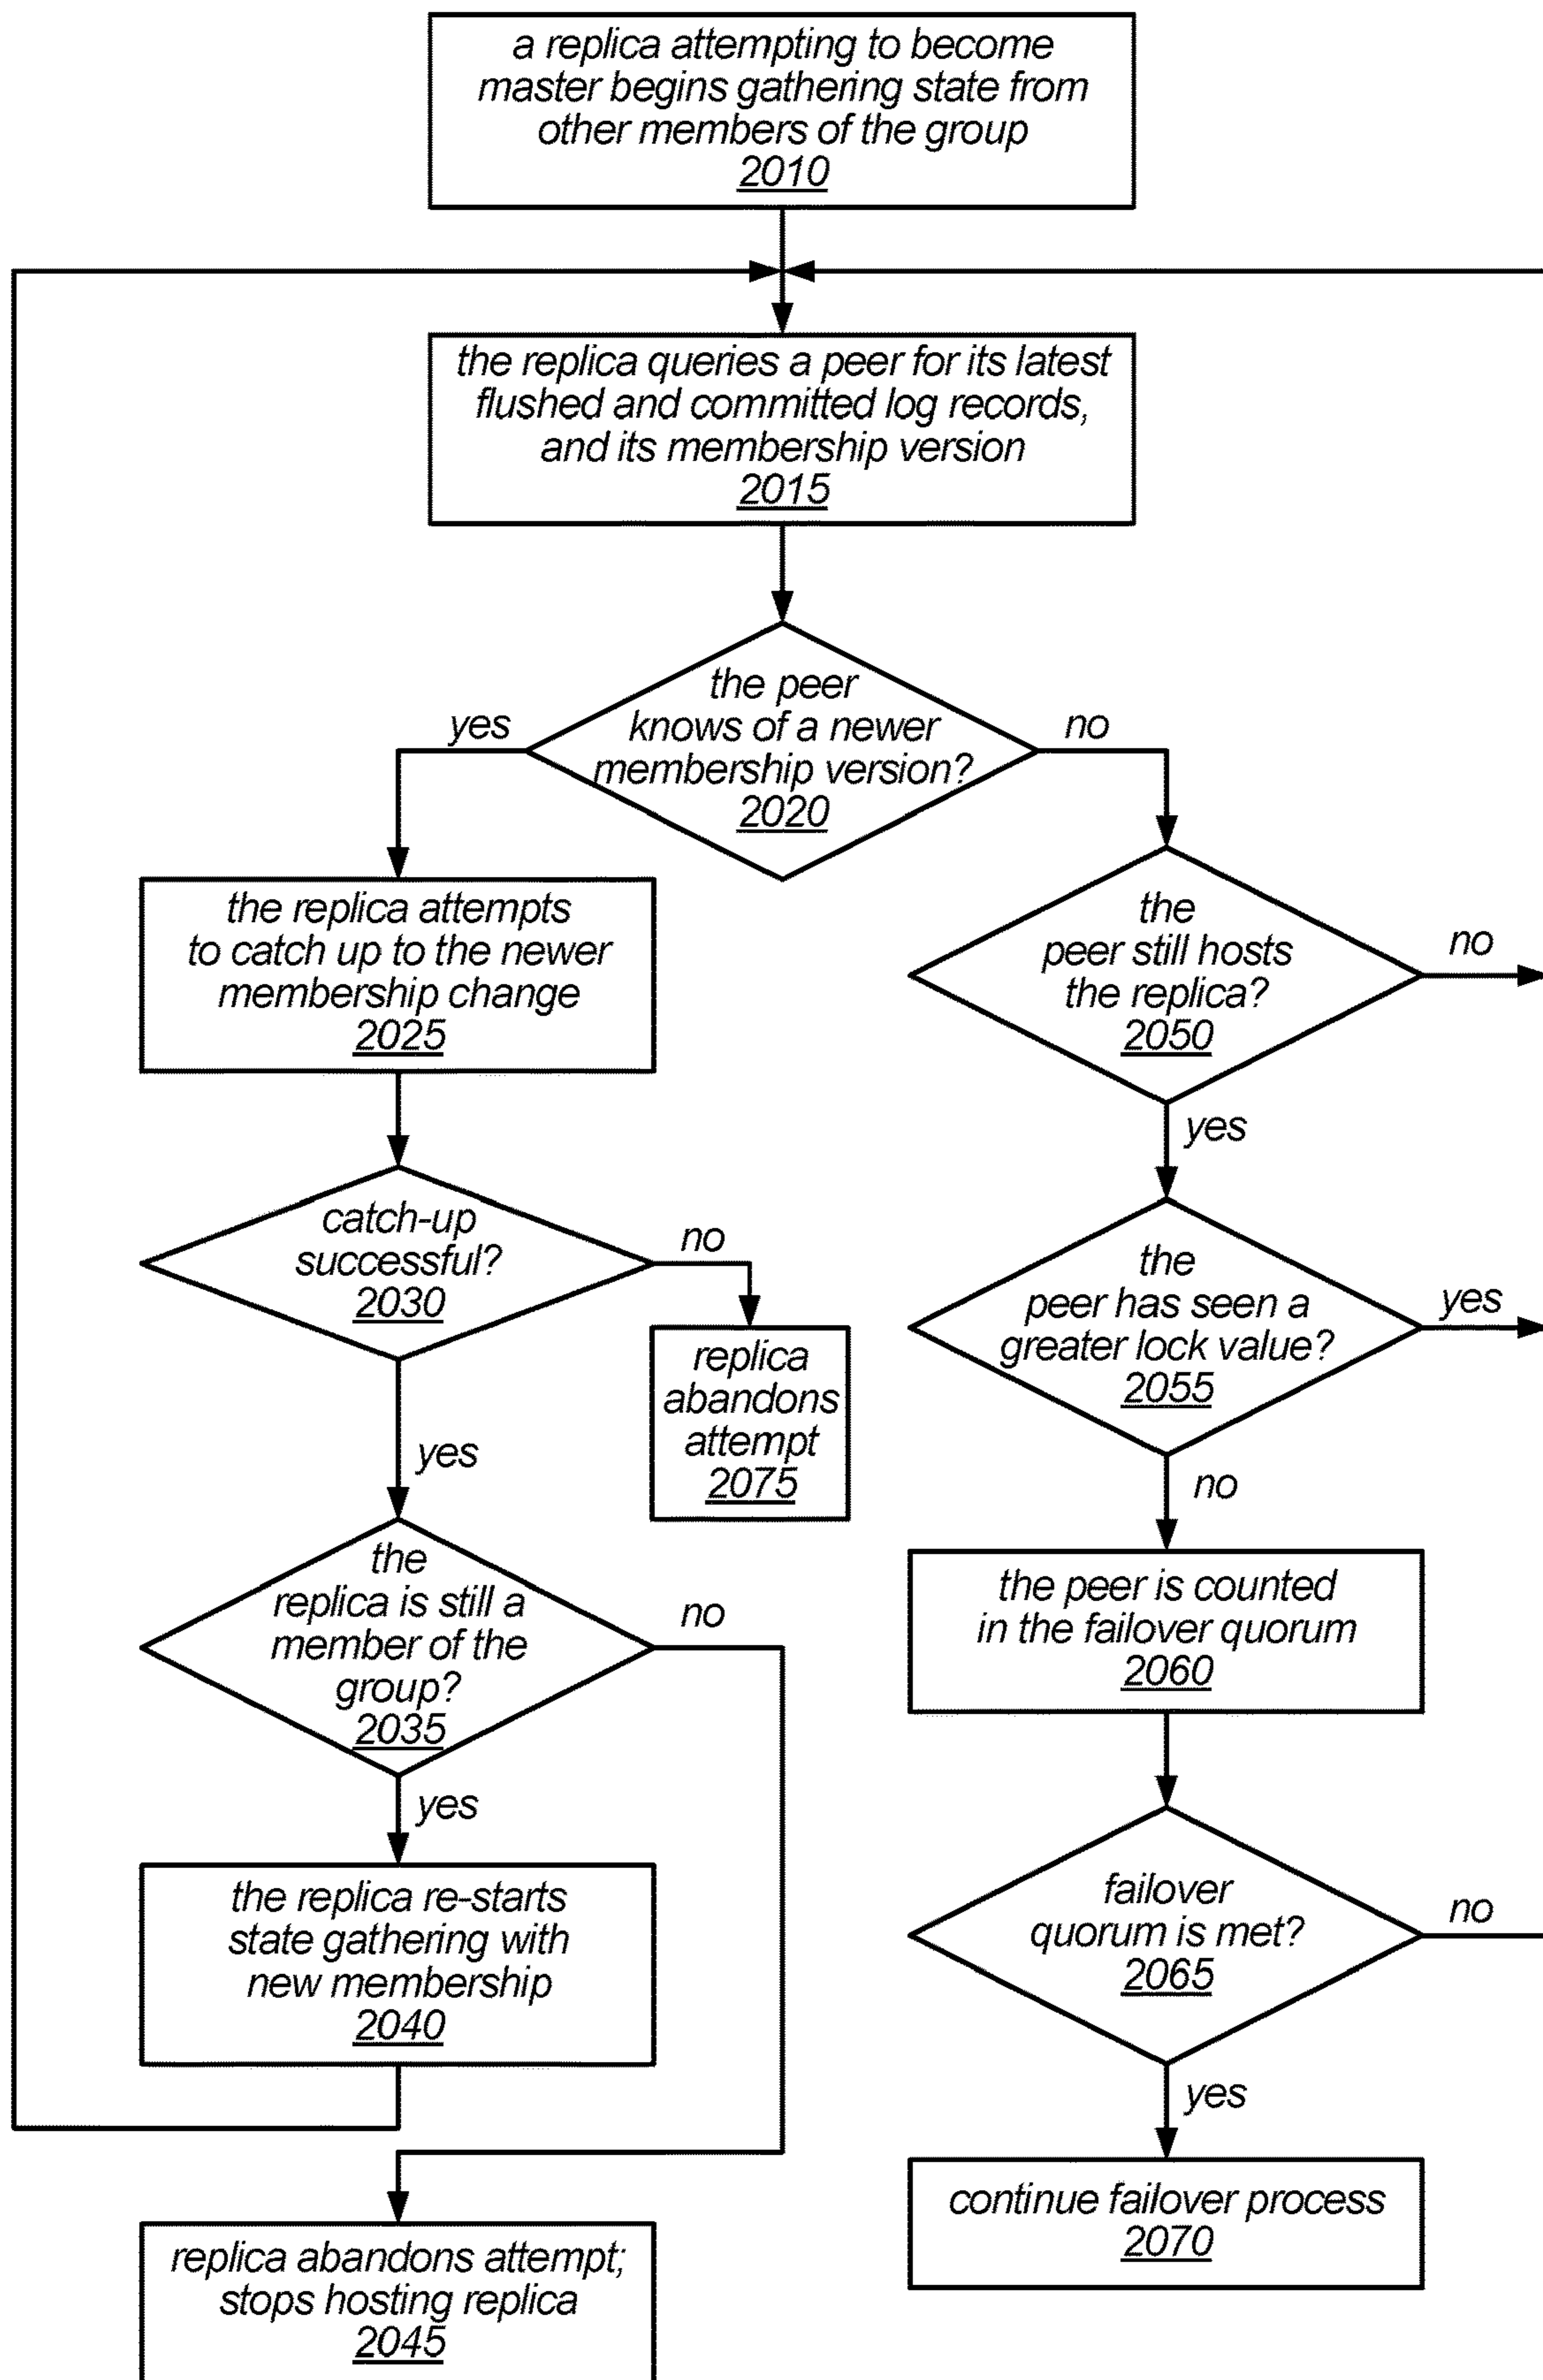 a replica attempting to become
master begins gathering state from
other members of the group
2010
the replica queries a peer for its latest
flushed and committed log records,
and its membership version
2015
the peer
knows of a newer
membership version?
2020
yes
no
the replica attempts
to catch up to the newer
membership change
2025
the
peer still hosts
the replica?
2050
no
yes
catch-up
successful?
2030
no
yes
replica
abandons
attempt
2075
the
peer has seen a
greater lock value?
2055
yes
no
the
replica is still a
member of the
group?
2035
no
yes
the peer is counted
in the failover quorum
2060
the replica re-starts
state gathering with
new membership
2040
failover
quorum is met?
2065
no
yes
replica abandons attempt;
stops hosting replica
2045
continue failover process
2070